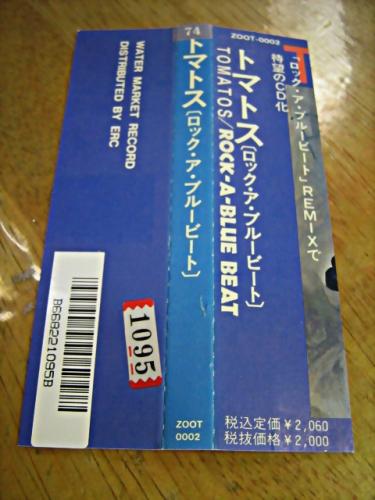 ZOOT-0002
「ロック・ア・ブルービート」REMIXで
待望のCD化
トマトス〔ロック・ア・ブルービート〕
TOMATOS/ROCK-A-BLUE BEAT
税込定価￥2,060
税抜価格￥2,000
74
トマトス〔ロック・ア・ブルービート〕
ZOOT
0002
WATER MARKET RECORD
DISTRIBUTED BY ERC
1095
B668221095B